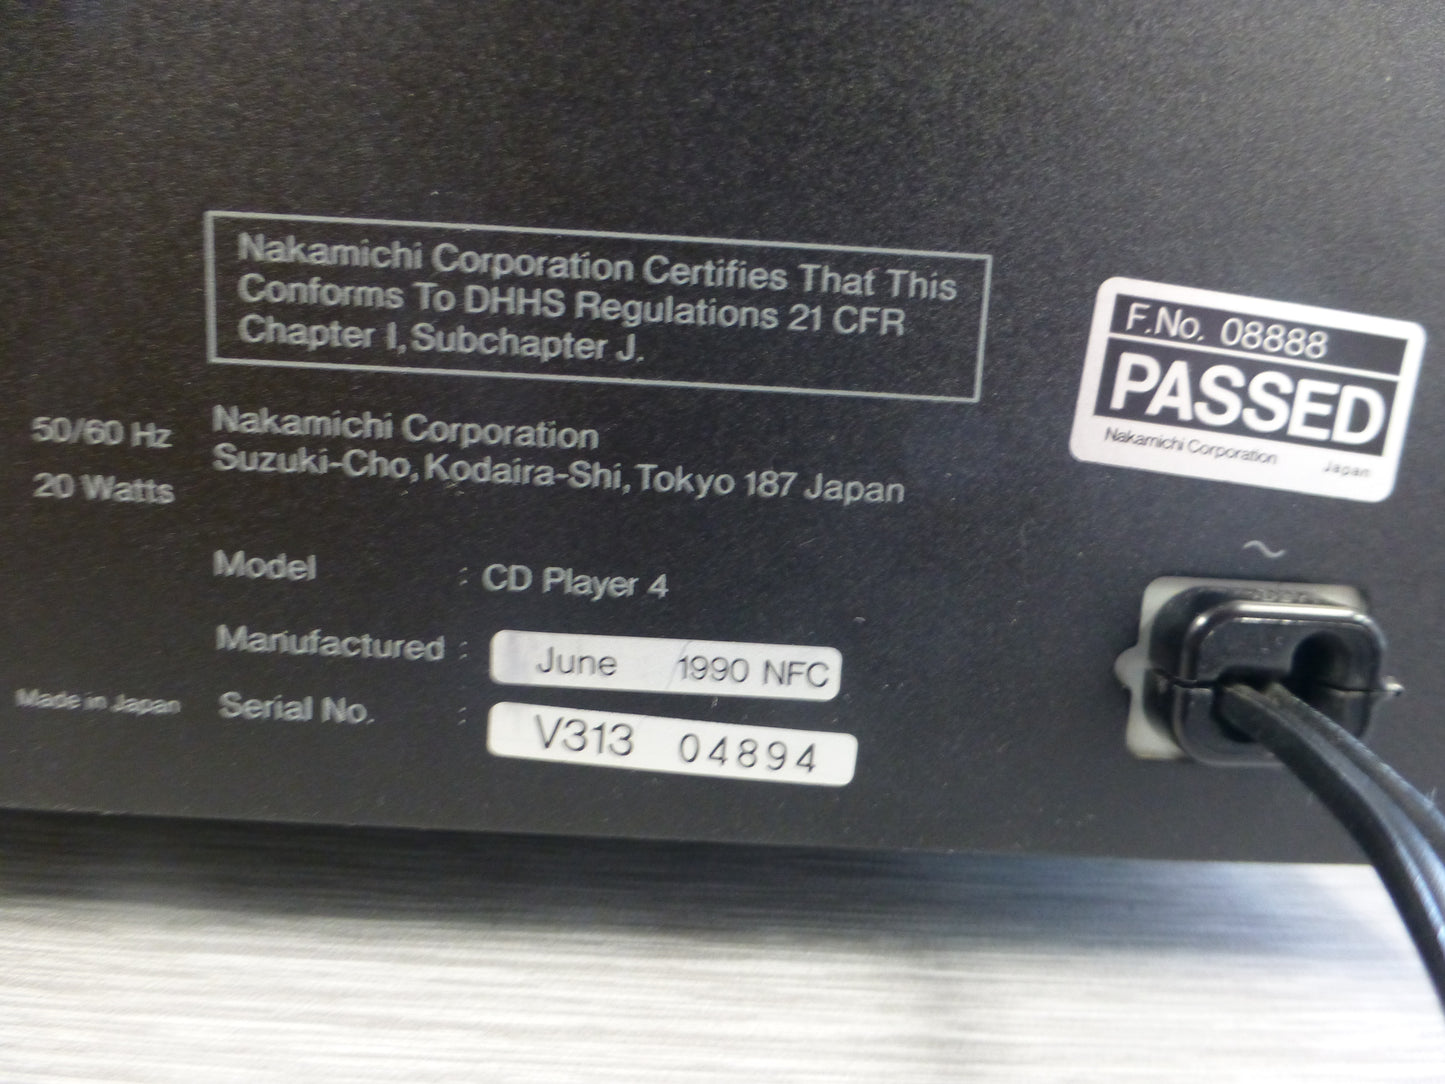 Nakamichi Corporation Certifies That This
Conforms To DHHS Regulations 21 CFR
Chapter I, Subchapter J.
F.No. 08888
PASSED
Nakamichi Corporation Japan
50/60 Hz
20 Watts
Nakamichi Corporation
Suzuki-Cho, Kodaira-Shi, Tokyo 187 Japan
~
Model : CD Player 4
Manufactured : June 1990 NFC
Made in Japan
Serial No. : V313 04894